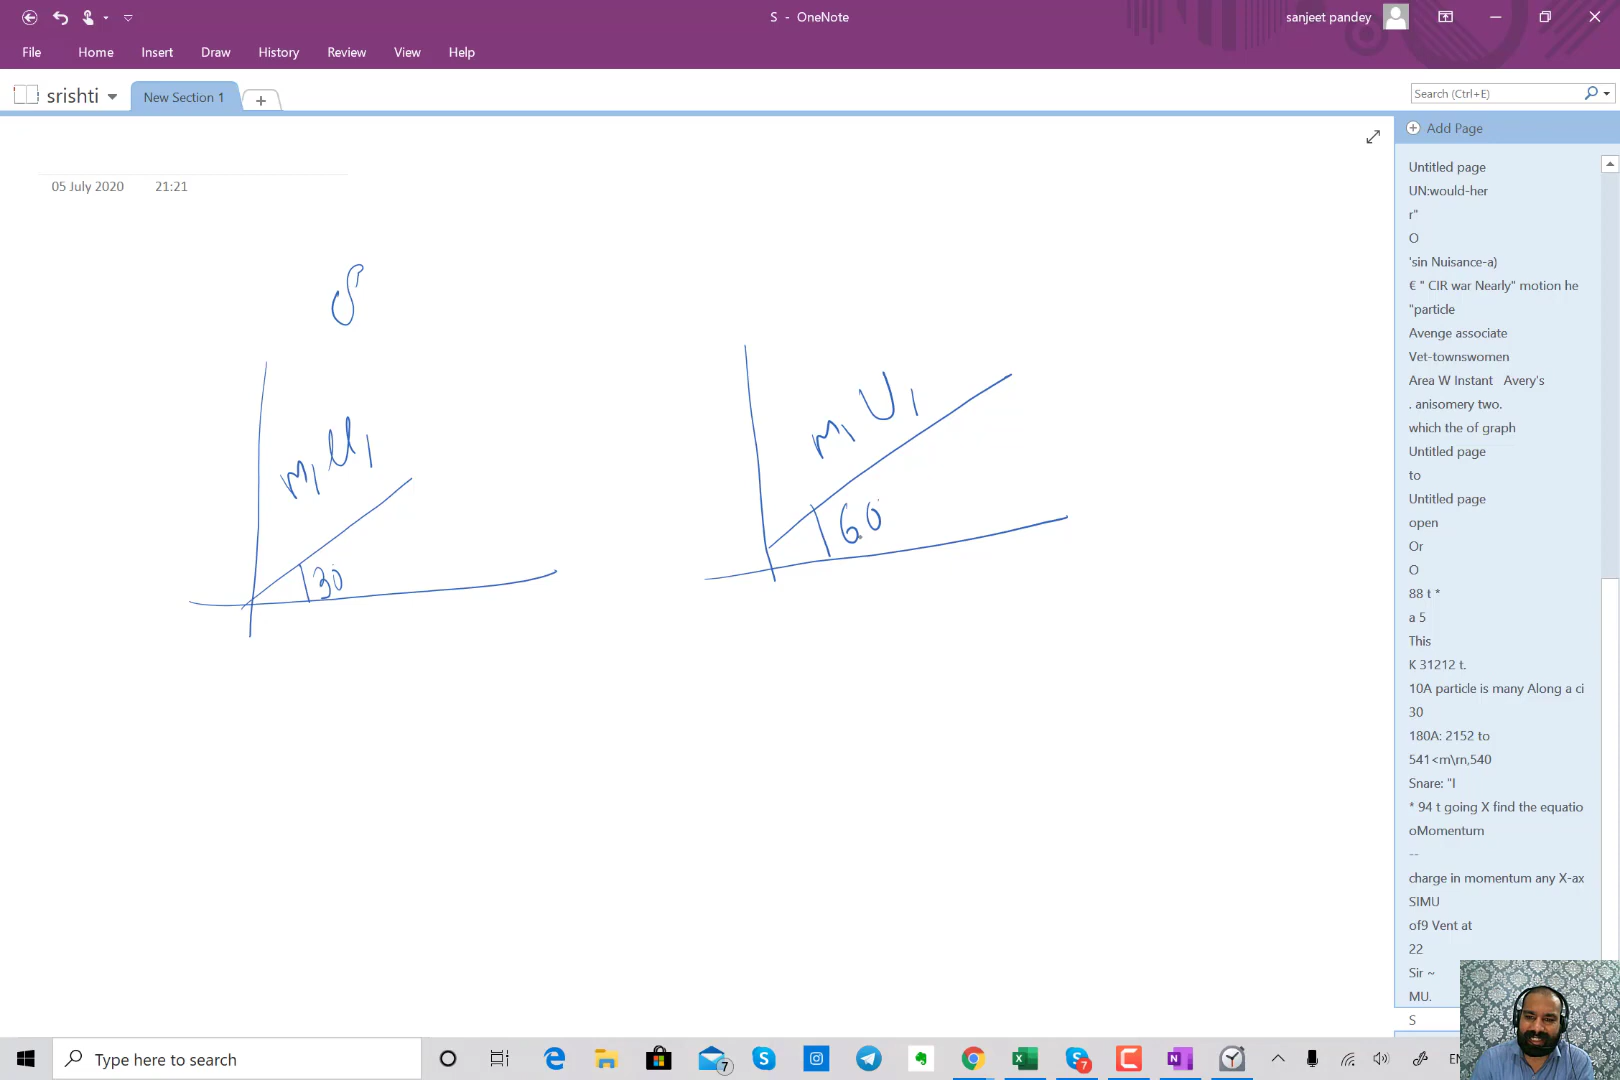 S - OneNote
sanjeet pandey
File Home Insert Draw History Review View Help
srishti
New Section 1
Search (Ctrl+E)
Add Page
05 July 2020 21:21
m₁u₁
30
m₁U₁
60
Untitled page
UN:would-her
r"
O
'sin Nuisance-a)
€ " CIR war Nearly" motion he
"particle
Avenge associate
Vet-townswomen
Area W Instant Avery's
. anisomery two.
which the of graph
Untitled page
to
Untitled page
open
Or
O
88 t *
a 5
This
K 31212 t.
10A particle is many Along a ci
30
180A: 2152 to
541<m\rn,540
Snare: "I
* 94 t going X find the equatio
oMomentum
--
charge in momentum any X-ax
SIMU
of9 Vent at
22
Sir ~
MU.
S
Type here to search
7
7